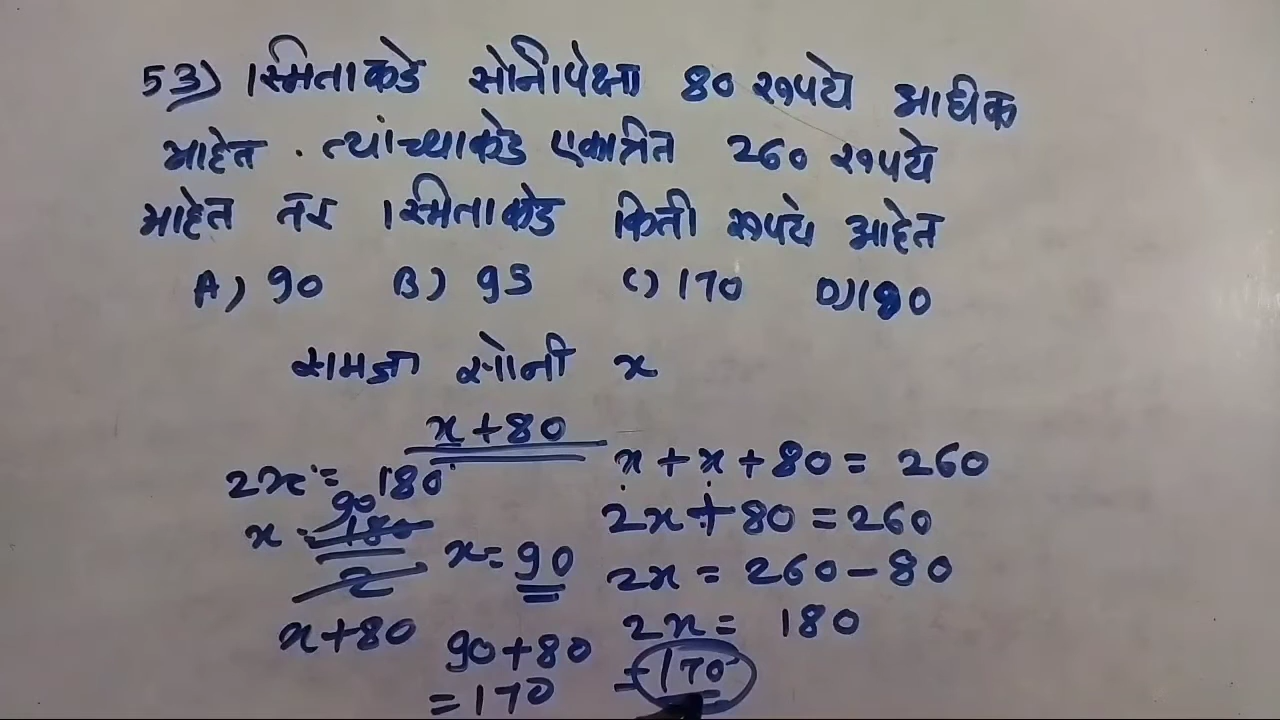 53) स्मिताकडे सोनीपेक्षा 80 रुपये अधिक
आहेत. त्यांच्याकडे एकत्रित 260 रुपये
आहेत तर स्मिताकडे किती रुपये आहेत
A) 90 B) 95 C) 170 D) 180
समजा सोनी x
x+80
x+x+80=260
2x+80=260
2x=260-80
2x=180
2x=180
x=180/2
90
x=90
x+80
90+80
=170
=170